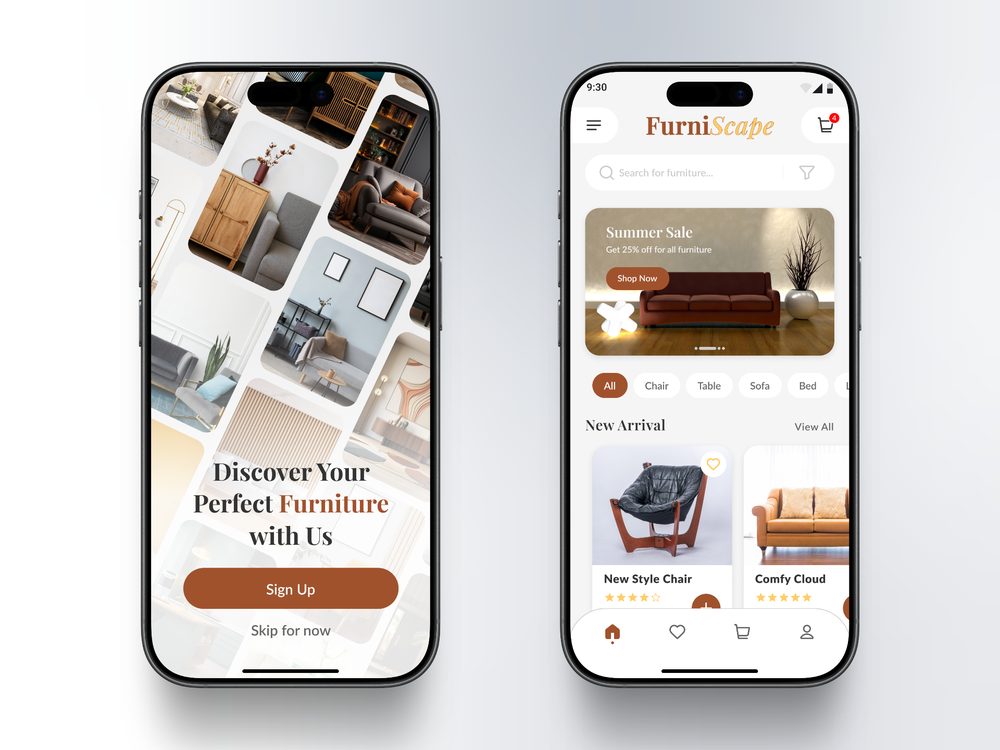 Discover Your
Perfect Furniture
with Us
Sign Up
Skip for now
9:30
FurniScape
4
Search for furniture...
Summer Sale
Get 25% off for all furniture
Shop Now
All Chair Table Sofa Bed L
New Arrival View All
New Style Chair Comfy Cloud